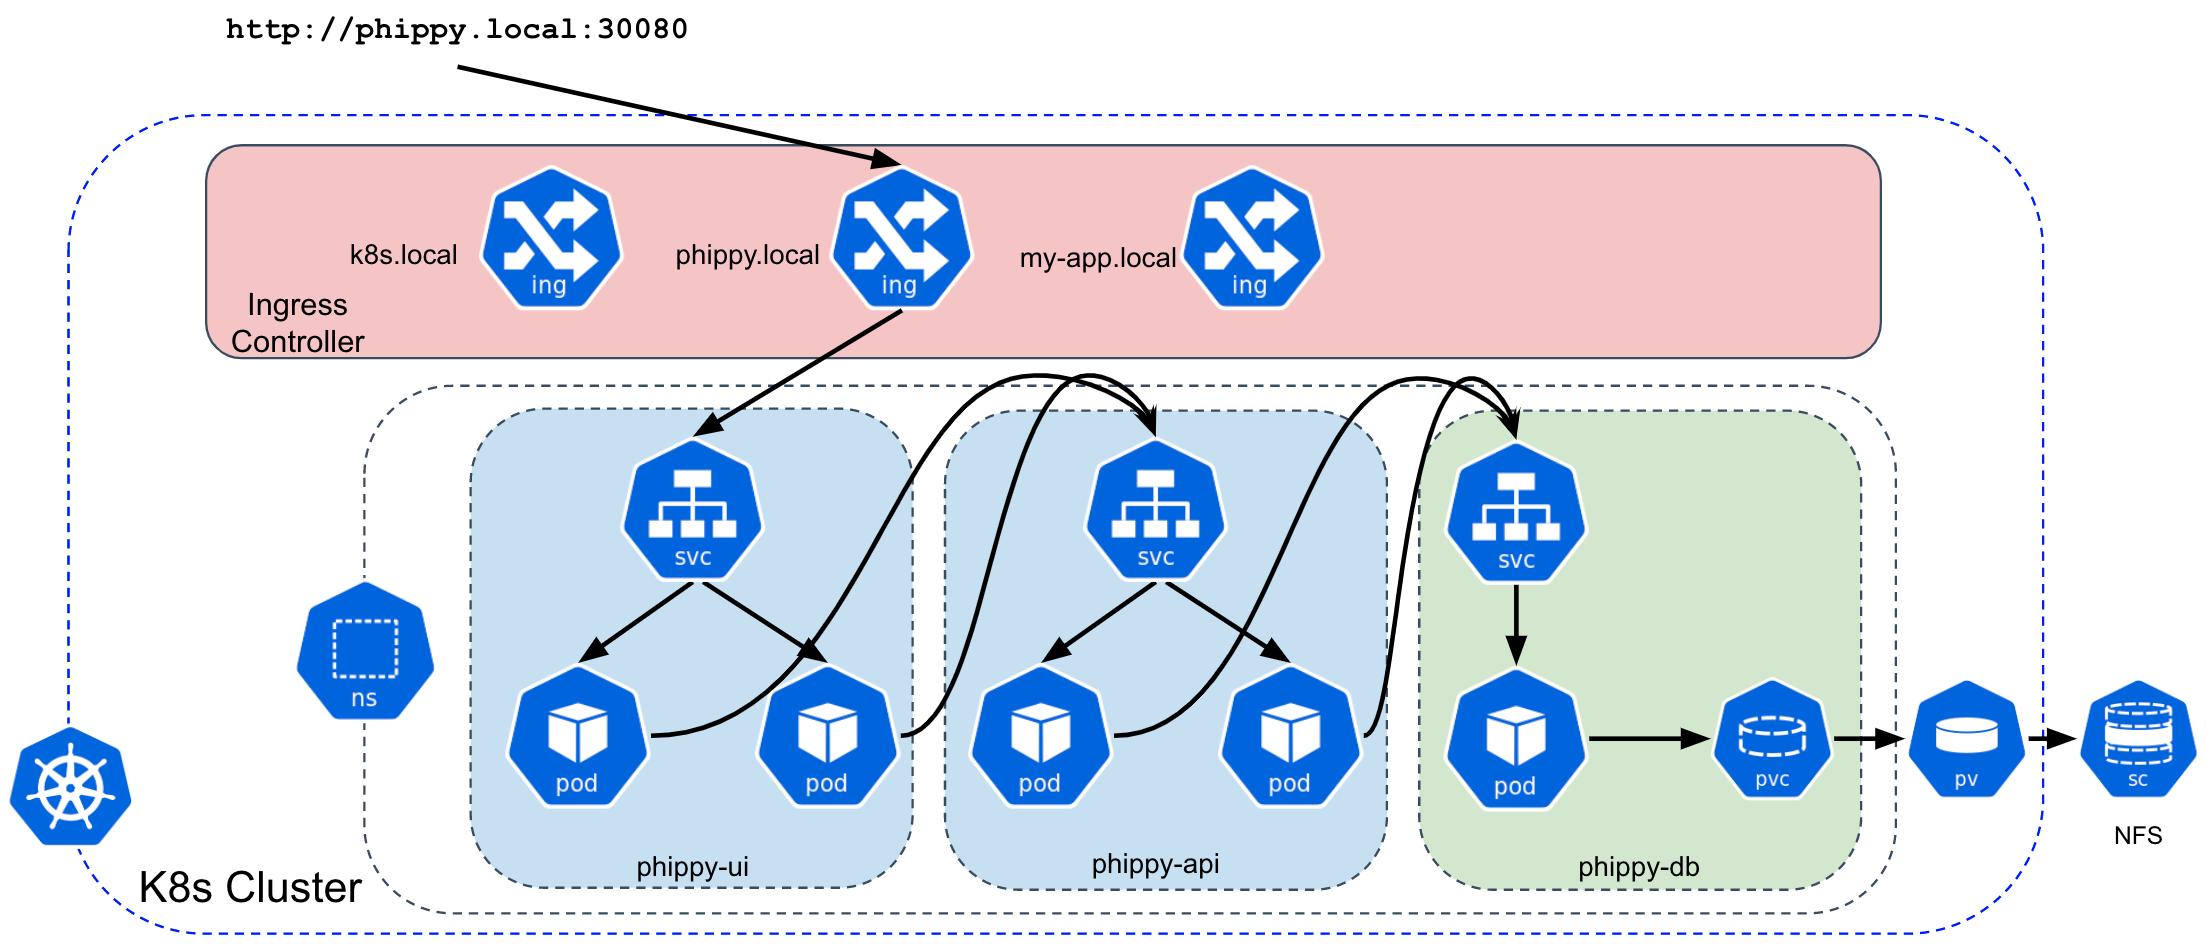 http://phippy.local:30080
k8s.local
ing
phippy.local
ing
my-app.local
ing
Ingress
Controller
svc
svc
svc
ns
pod
pod
pod
pod
pod
pvc
pv
sc
NFS
phippy-ui
phippy-api
phippy-db
K8s Cluster